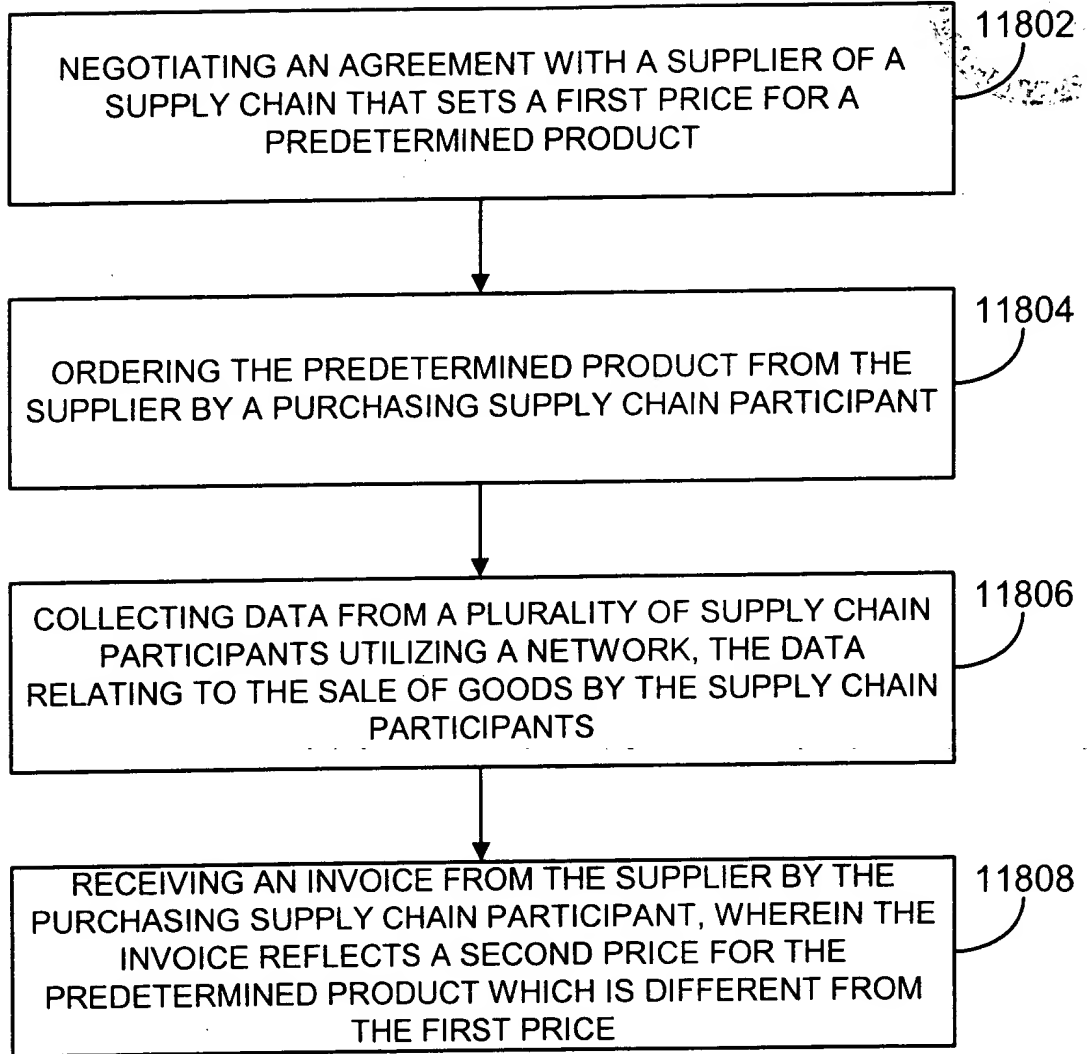 11802
NEGOTIATING AN AGREEMENT WITH A SUPPLIER OF A
SUPPLY CHAIN THAT SETS A FIRST PRICE FOR A
PREDETERMINED PRODUCT
11804
ORDERING THE PREDETERMINED PRODUCT FROM THE
SUPPLIER BY A PURCHASING SUPPLY CHAIN PARTICIPANT
11806
COLLECTING DATA FROM A PLURALITY OF SUPPLY CHAIN
PARTICIPANTS UTILIZING A NETWORK, THE DATA
RELATING TO THE SALE OF GOODS BY THE SUPPLY CHAIN
PARTICIPANTS
11808
RECEIVING AN INVOICE FROM THE SUPPLIER BY THE
PURCHASING SUPPLY CHAIN PARTICIPANT, WHEREIN THE
INVOICE REFLECTS A SECOND PRICE FOR THE
PREDETERMINED PRODUCT WHICH IS DIFFERENT FROM
THE FIRST PRICE